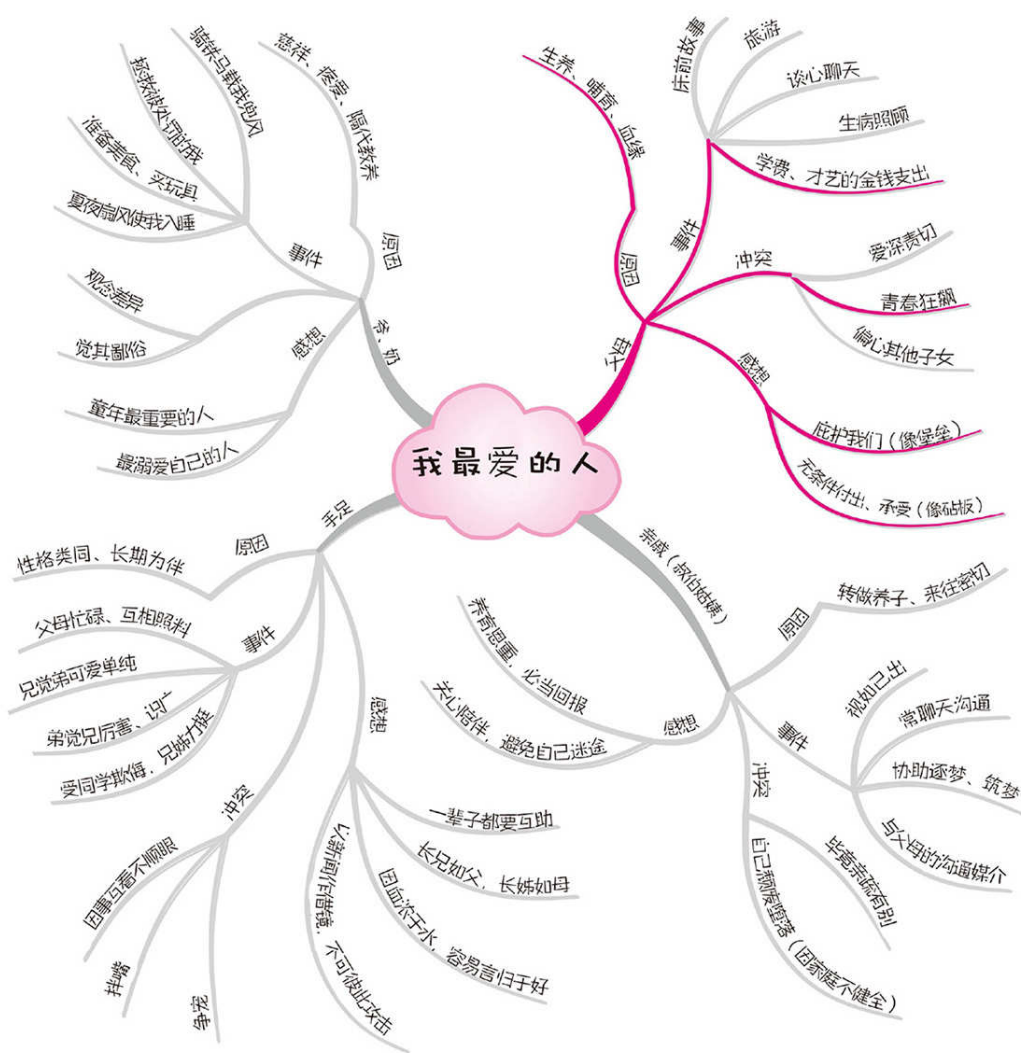 我最爱的人
父母
原因
生养、哺育、血缘
事件
床前故事
旅游
谈心聊天
生病照顾
学费、才艺的金钱支出
冲突
爱深责切
青春狂飙
偏心其他子女
感想
庇护我们（像堡垒）
无条件付出、承受（像砧板）
亲戚（叔伯姑姨）
原因
转做养子、来往密切
事件
视如己出
常聊天沟通
协助逐梦、筑梦
与父母的沟通媒介
冲突
毕竟亲疏有别
自己颓废堕落（因家庭不健全）
感想
养育恩重，必当回报
关心陪伴，避免自己迷途
手足
原因
性格类同、长期为伴
事件
父母忙碌、互相照料
兄觉弟可爱单纯
弟觉兄厉害、识广
受同学欺侮，兄姊力挺
冲突
因事互看不顺眼
拌嘴
争宠
感想
一辈子都要互助
长兄如父，长姊如母
因血浓于水，容易言归于好
以新闻作借镜，不可彼此攻击
爷、奶
原因
慈祥、疼爱、隔代教养
事件
骑铁马载我兜风
拯救被处罚的我
准备美食、买玩具
夏夜扇风使我入睡
观念差异
觉其鄙俗
感想
童年最重要的人
最溺爱自己的人